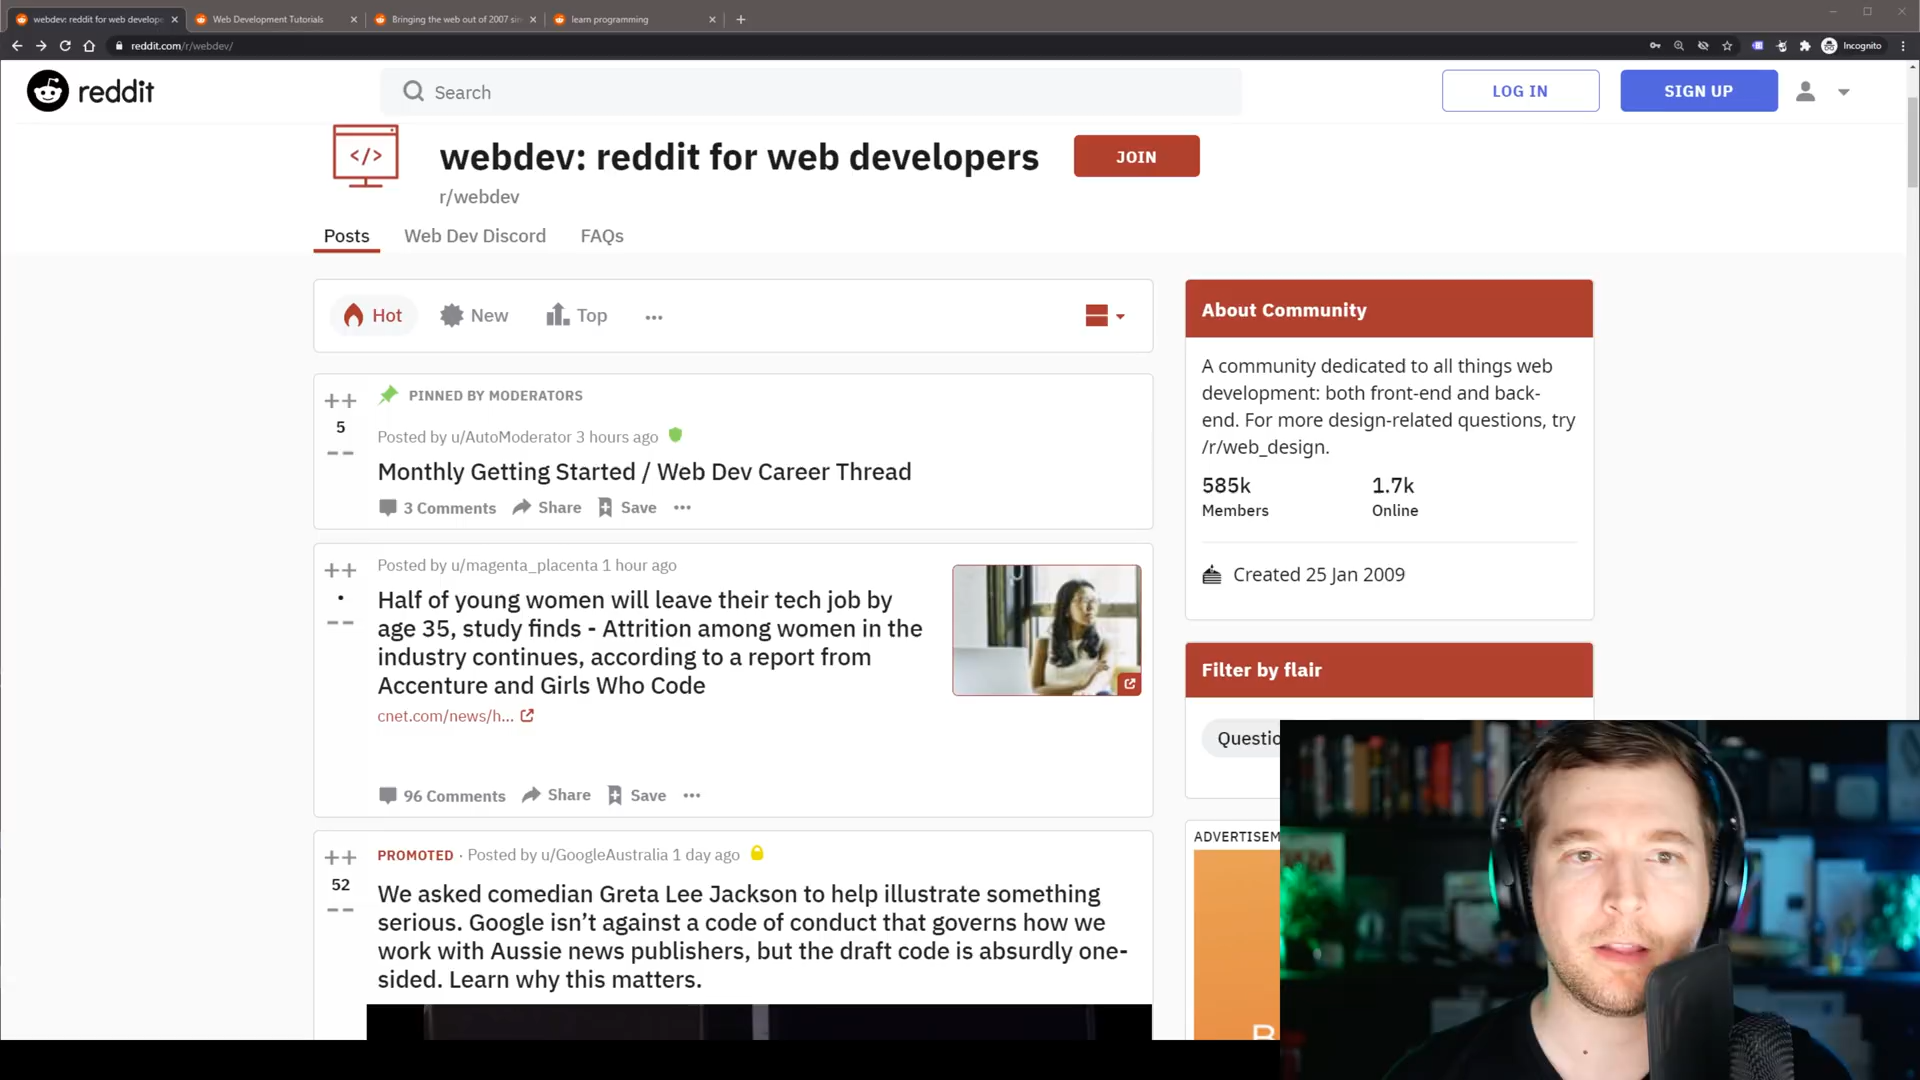 webdev: reddit for web develope
Web Development Tutorials
Bringing the web out of 2007 sin
learn programming
reddit.com/r/webdev/
Incognito
reddit
Search
LOG IN
SIGN UP
</>
webdev: reddit for web developers
JOIN
r/webdev
Posts
Web Dev Discord
FAQs
Hot
New
Top
...
++
5
--
PINNED BY MODERATORS
Posted by u/AutoModerator 3 hours ago
Monthly Getting Started / Web Dev Career Thread
3 Comments
Share
Save
...
++
•
--
Posted by u/magenta_placenta 1 hour ago
Half of young women will leave their tech job by
age 35, study finds - Attrition among women in the
industry continues, according to a report from
Accenture and Girls Who Code
cnet.com/news/h...
96 Comments
Share
Save
...
++
52
--
PROMOTED · Posted by u/GoogleAustralia 1 day ago
We asked comedian Greta Lee Jackson to help illustrate something
serious. Google isn’t against a code of conduct that governs how we
work with Aussie news publishers, but the draft code is absurdly one-
sided. Learn why this matters.
About Community
A community dedicated to all things web
development: both front-end and back-
end. For more design-related questions, try
/r/web_design.
585k
Members
1.7k
Online
Created 25 Jan 2009
Filter by flair
Questio
ADVERTISEM
B